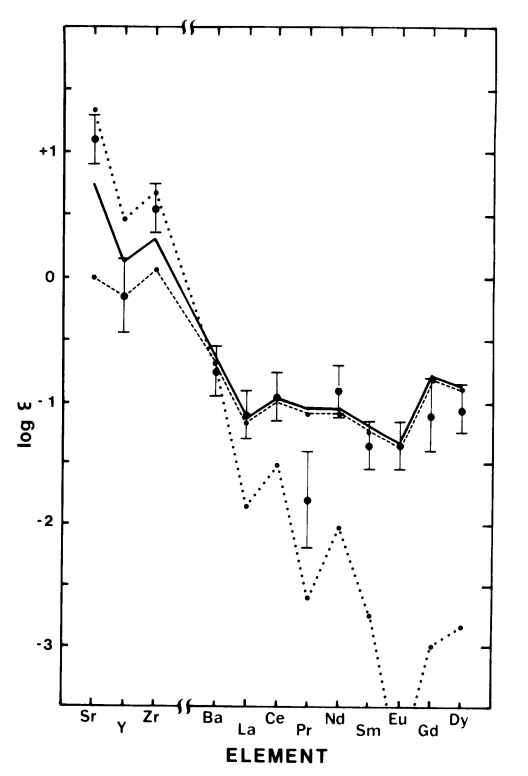 +1
0
-1
-2
-3
log ε
Sr
Y
Zr
Ba
La
Ce
Pr
Nd
Sm
Eu
Gd
Dy
ELEMENT